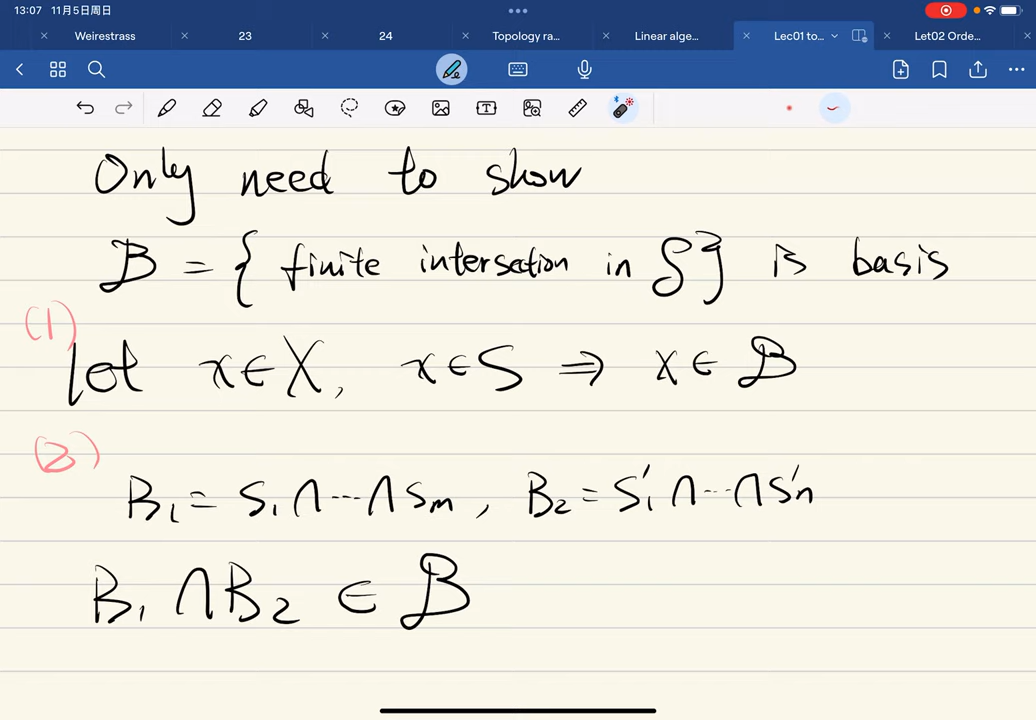 13:07 11月5日周日
Weirestrass 23 24 Topology ra... Linear alge... Lec01 to... Let02 Orde...
Only need to show
ℬ = { finite intersection in 𝒮 } is basis
(1)
let x ∈ X, x ∈ S ⇒ x ∈ ℬ
(2)
B₁ = S₁ ∩ ··· ∩ Sm , B₂ = S'₁ ∩ ··· ∩ S'n
B₁ ∩ B₂ ∈ ℬ